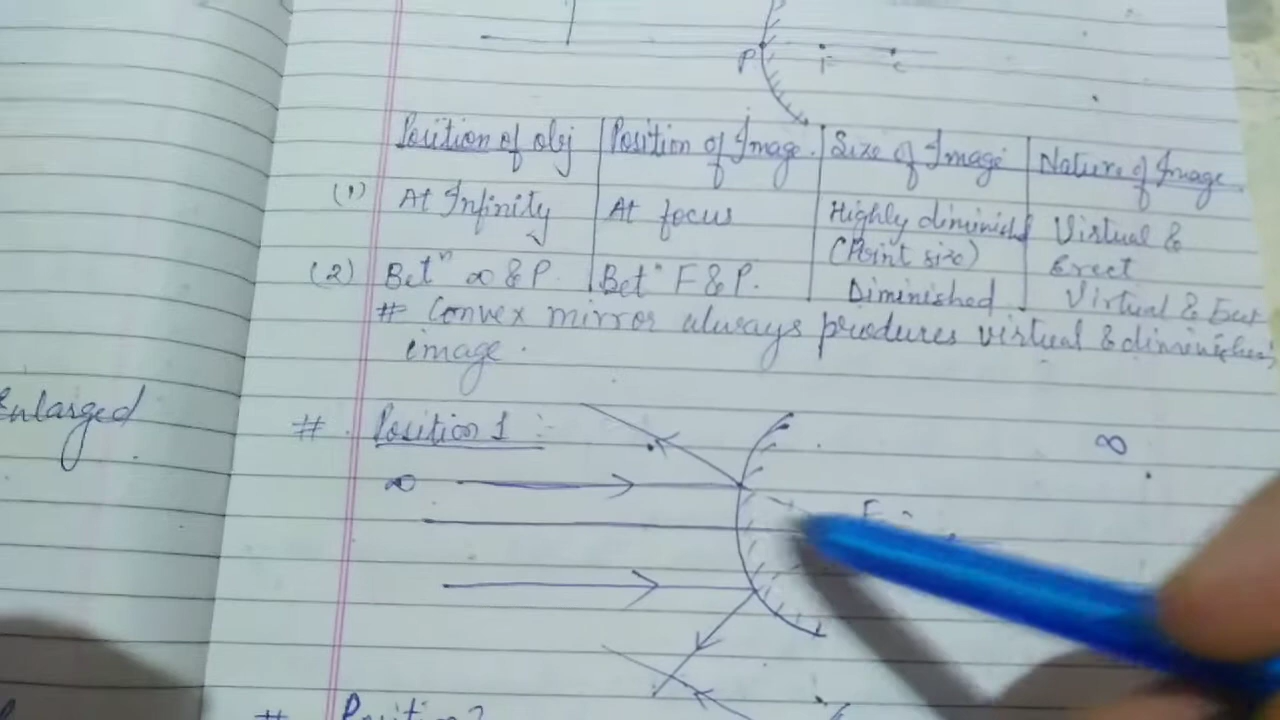 P F c
Position of obj Position of Image. Size of Image Nature of Image
(1) At Infinity At focus Highly diminish Virtual &
(Point size) Erect
(2) Betⁿ ∞ & P. Betⁿ F & P. Diminished Virtual & Erect
# Convex mirror always produres virtual & diminished
image.
Enlarged
# Position 1 :
∞
∞
F
# Position 2